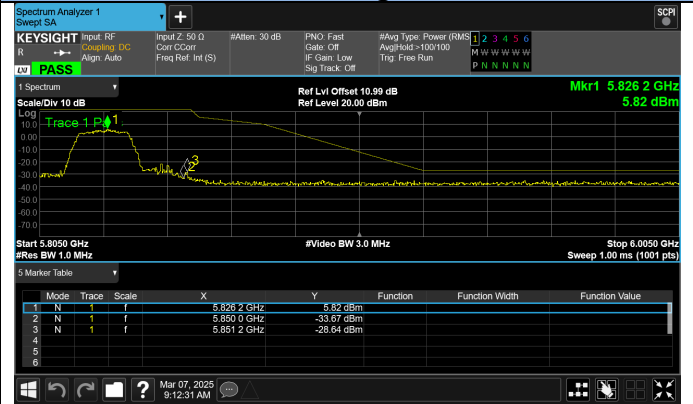 Spectrum Analyzer 1
Swept SA
+
SCPI
KEYSIGHT
R
LXI
PASS
Input: RF
Coupling: DC
Align: Auto
Input Z: 50 Ω
Corr CCorr
Freq Ref: Int (S)
#Atten: 30 dB
PNO: Fast
Gate: Off
IF Gain: Low
Sig Track: Off
#Avg Type: Power (RMS
Avg|Hold:>100/100
Trig: Free Run
1 2 3 4 5 6
M W W W W W
P N N N N N
1 Spectrum
Scale/Div 10 dB
Ref Lvl Offset 10.99 dB
Ref Level 20.00 dBm
Mkr1 5.826 2 GHz
5.82 dBm
Log
Trace 1 Pa
1
3
2
10.0
0.00
-10.0
-20.0
-30.0
-40.0
-50.0
-60.0
-70.0
Start 5.8050 GHz
#Res BW 1.0 MHz
#Video BW 3.0 MHz
Stop 6.0050 GHz
Sweep 1.00 ms (1001 pts)
5 Marker Table
Mode Trace Scale X Y Function Function Width Function Value
1 N 1 f 5.826 2 GHz 5.82 dBm
2 N 1 f 5.850 0 GHz -33.67 dBm
3 N 1 f 5.851 2 GHz -28.64 dBm
4
5
6
?
Mar 07, 2025
9:12:31 AM